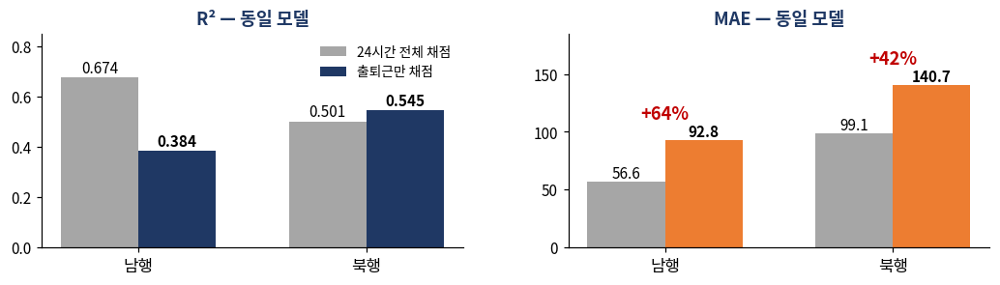 R² — 동일 모델
0.8
0.6
0.4
0.2
0.0
24시간 전체 채점
출퇴근만 채점
0.674
0.384
0.501
0.545
남행
북행
MAE — 동일 모델
150
100
50
0
+64%
+42%
56.6
92.8
99.1
140.7
남행
북행